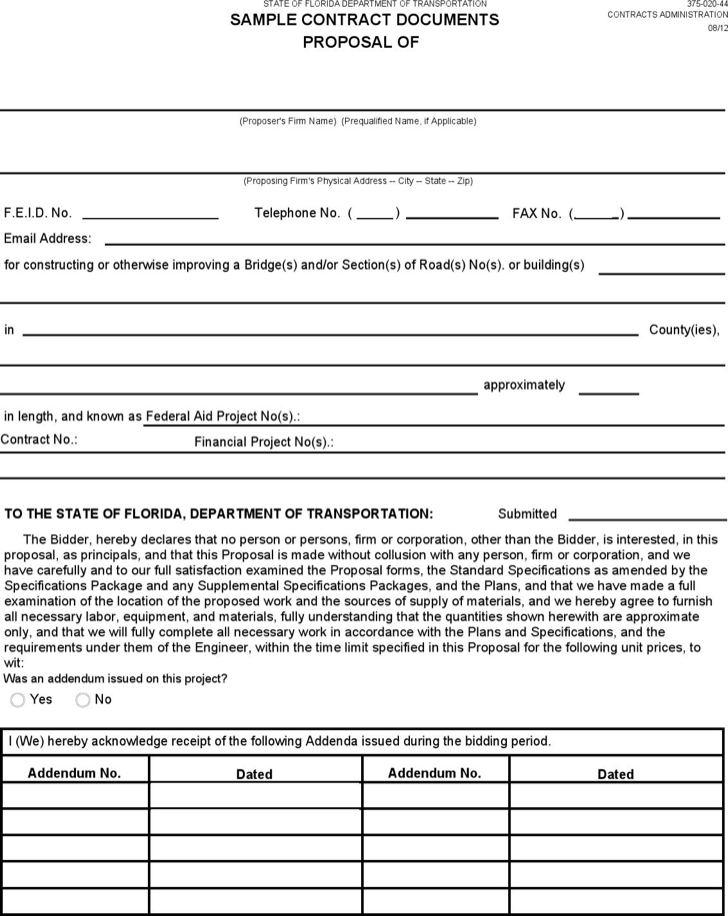 STATE OF FLORIDA DEPARTMENT OF TRANSPORTATION
375-020-44
SAMPLE CONTRACT DOCUMENTS
CONTRACTS ADMINISTRATION
08/12
PROPOSAL OF
(Proposer's Firm Name) (Prequalified Name, if Applicable)
(Proposing Firm's Physical Address -- City -- State -- Zip)
F.E.I.D. No. ________ Telephone No. ( _____ ) ________ FAX No. (______) ________
Email Address: ________
for constructing or otherwise improving a Bridge(s) and/or Section(s) of Road(s) No(s). or building(s) ________
in ________ County(ies),
________ approximately ________
in length, and known as Federal Aid Project No(s).:
Contract No.: Financial Project No(s).:
TO THE STATE OF FLORIDA, DEPARTMENT OF TRANSPORTATION: Submitted ________
The Bidder, hereby declares that no person or persons, firm or corporation, other than the Bidder, is interested, in this
proposal, as principals, and that this Proposal is made without collusion with any person, firm or corporation, and we
have carefully and to our full satisfaction examined the Proposal forms, the Standard Specifications as amended by the
Specifications Package and any Supplemental Specifications Packages, and the Plans, and that we have made a full
examination of the location of the proposed work and the sources of supply of materials, and we hereby agree to furnish
all necessary labor, equipment, and materials, fully understanding that the quantities shown herewith are approximate
only, and that we will fully complete all necessary work in accordance with the Plans and Specifications, and the
requirements under them of the Engineer, within the time limit specified in this Proposal for the following unit prices, to
wit:
Was an addendum issued on this project?
Yes No
I (We) hereby acknowledge receipt of the following Addenda issued during the bidding period.
Addendum No. Dated Addendum No. Dated